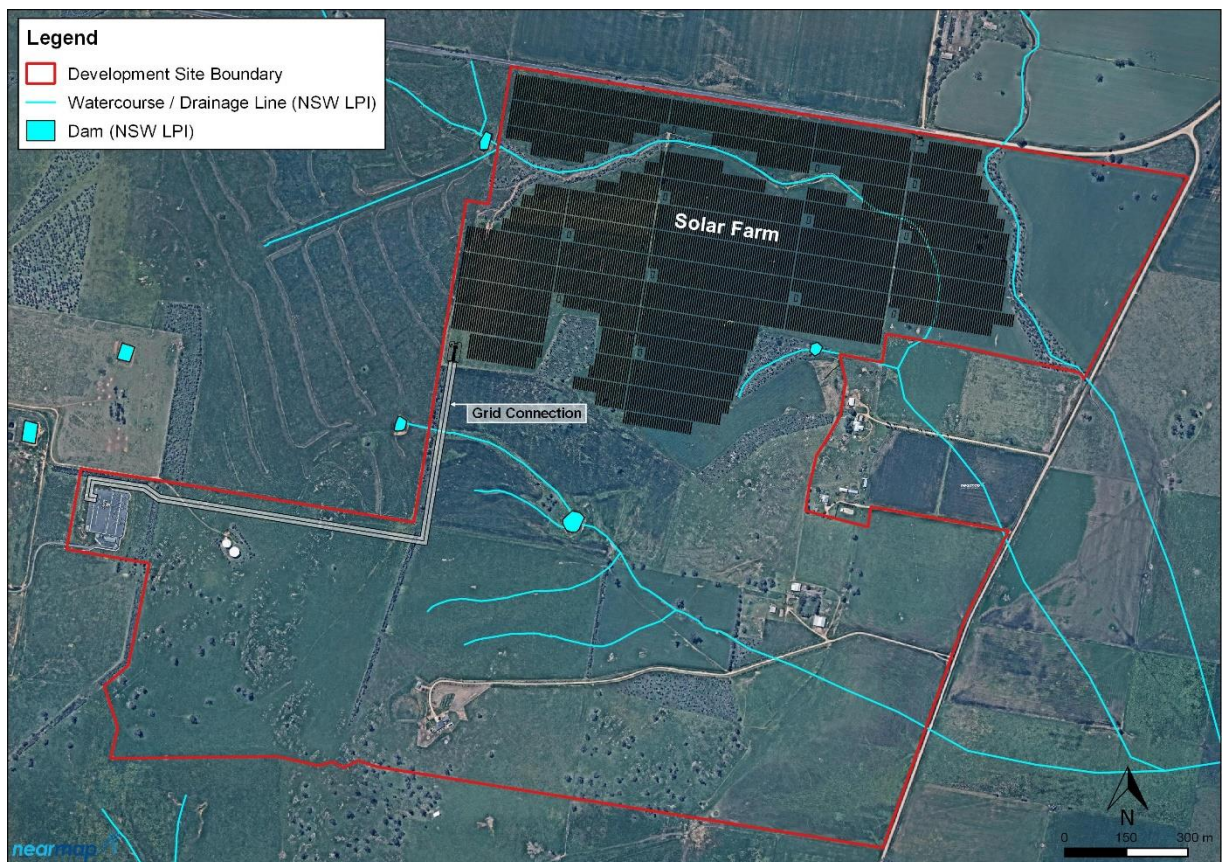 Legend
Development Site Boundary
Watercourse / Drainage Line (NSW LPI)
Dam (NSW LPI)
Solar Farm
Grid Connection
N
0 150 300 m
nearmap